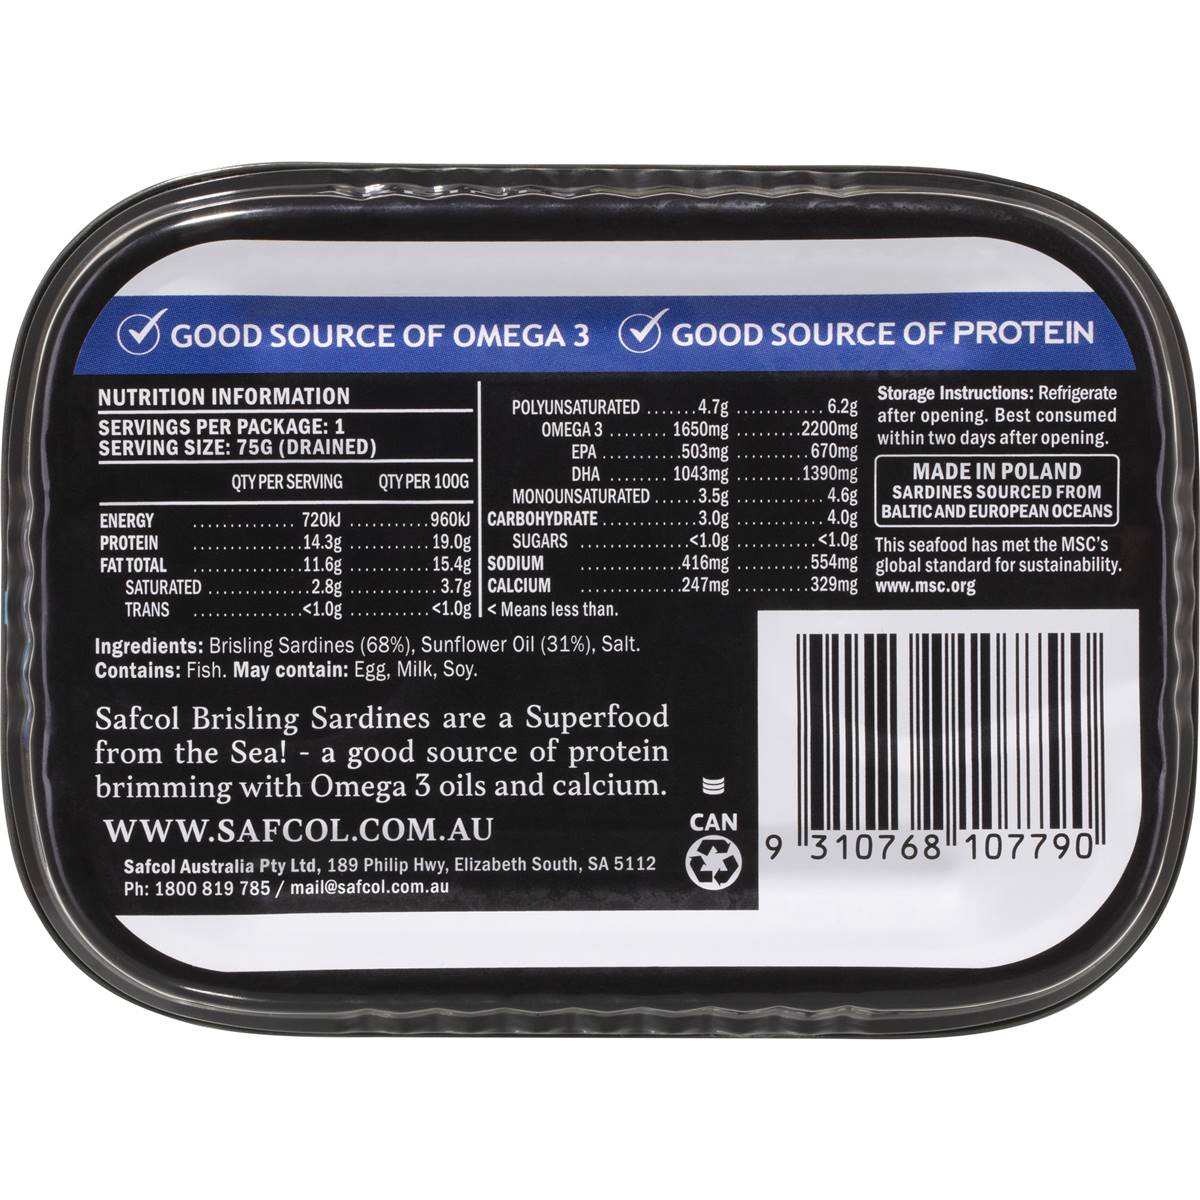 GOOD SOURCE OF OMEGA 3 GOOD SOURCE OF PROTEIN
NUTRITION INFORMATION
SERVINGS PER PACKAGE: 1
SERVING SIZE: 75G (DRAINED)
QTY PER SERVING QTY PER 100G
ENERGY .............. 720kJ ........... 960kJ
PROTEIN .............. 14.3g ........... 19.0g
FAT TOTAL .............. 11.6g ........... 15.4g
SATURATED .............. 2.8g ........... 3.7g
TRANS .............. <1.0g ........... <1.0g
POLYUNSATURATED ....... 4.7g ............ 6.2g
OMEGA 3 ........ 1650mg ......... 2200mg
EPA .......... 503mg .......... 670mg
DHA .......... 1043mg ......... 1390mg
MONOUNSATURATED ...... 3.5g ............ 4.6g
CARBOHYDRATE ............. 3.0g ............ 4.0g
SUGARS .............. <1.0g ........... <1.0g
SODIUM .............. 416mg .......... 554mg
CALCIUM .............. 247mg .......... 329mg
< Means less than.
Storage Instructions: Refrigerate
after opening. Best consumed
within two days after opening.
MADE IN POLAND
SARDINES SOURCED FROM
BALTIC AND EUROPEAN OCEANS
This seafood has met the MSC's
global standard for sustainability.
www.msc.org
Ingredients: Brisling Sardines (68%), Sunflower Oil (31%), Salt.
Contains: Fish. May contain: Egg, Milk, Soy.
Safcol Brisling Sardines are a Superfood
from the Sea! - a good source of protein
brimming with Omega 3 oils and calcium.
WWW.SAFCOL.COM.AU
Safcol Australia Pty Ltd, 189 Philip Hwy, Elizabeth South, SA 5112
Ph: 1800 819 785 / mail@safcol.com.au
CAN
9 310768 107790